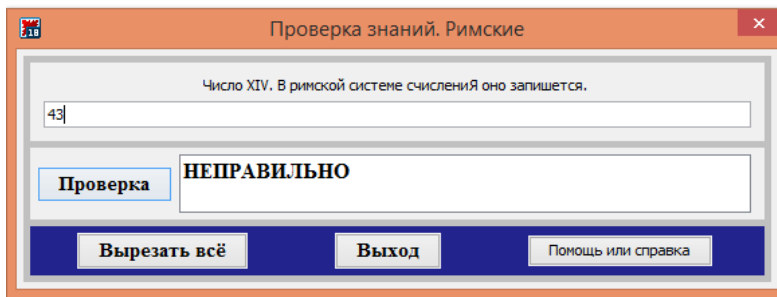 Проверка знаний. Римские
Число XIV. В римской системе счислениЯ оно запишется.
43
Проверка
НЕПРАВИЛЬНО
Вырезать всё
Выход
Помощь или справка